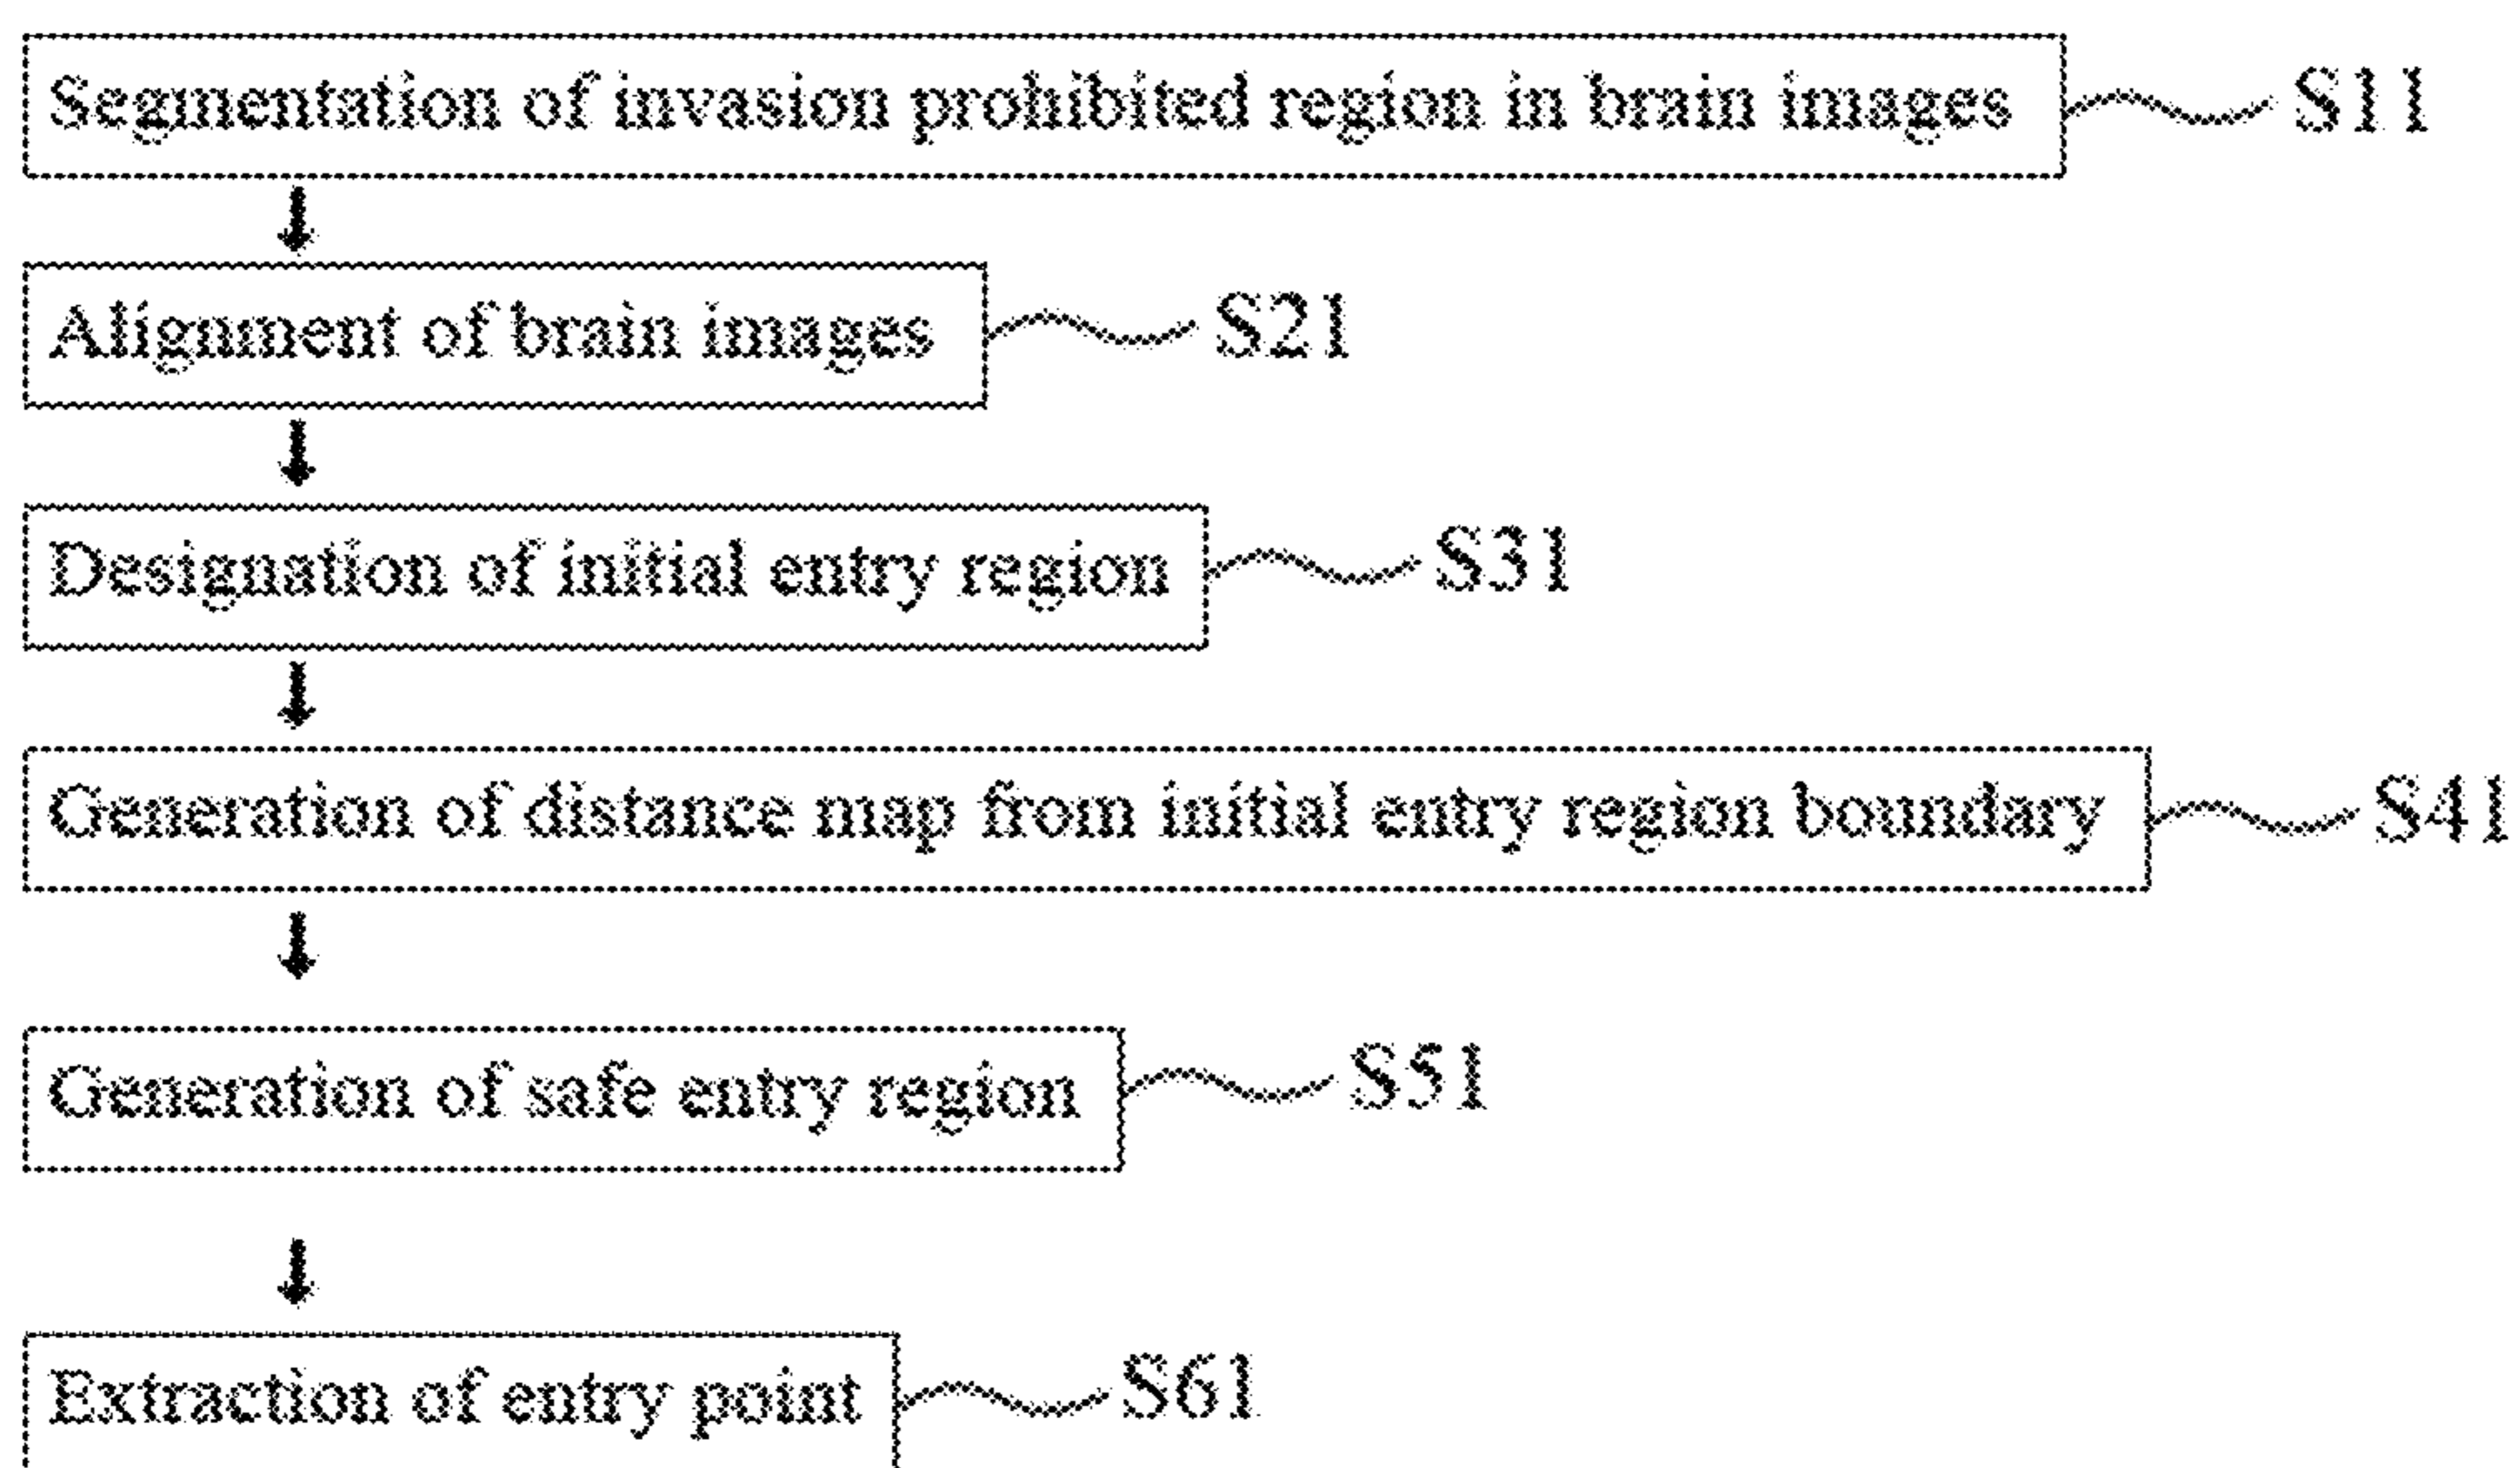 Segmentation of invasion prohibited region in brain images S11
Alignment of brain images S21
Designation of initial entry region S31
Generation of distance map from initial entry region boundary S41
Generation of safe entry region S51
Extraction of entry point S61